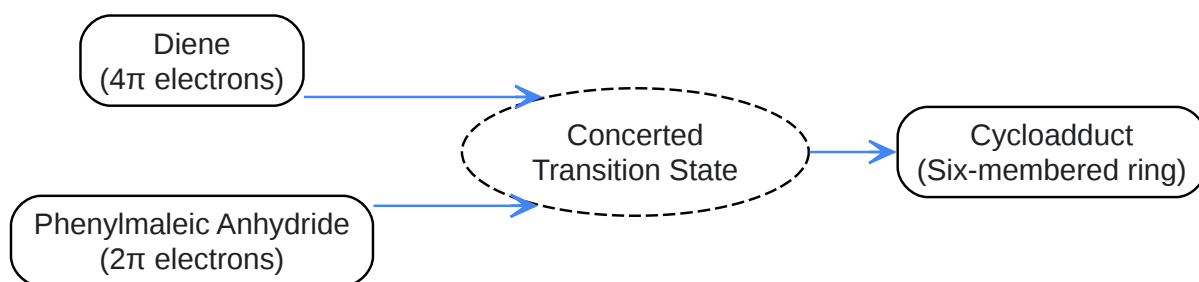 Diene
(4π electrons)
Phenylmaleic Anhydride
(2π electrons)
Concerted
Transition State
Cycloadduct
(Six-membered ring)